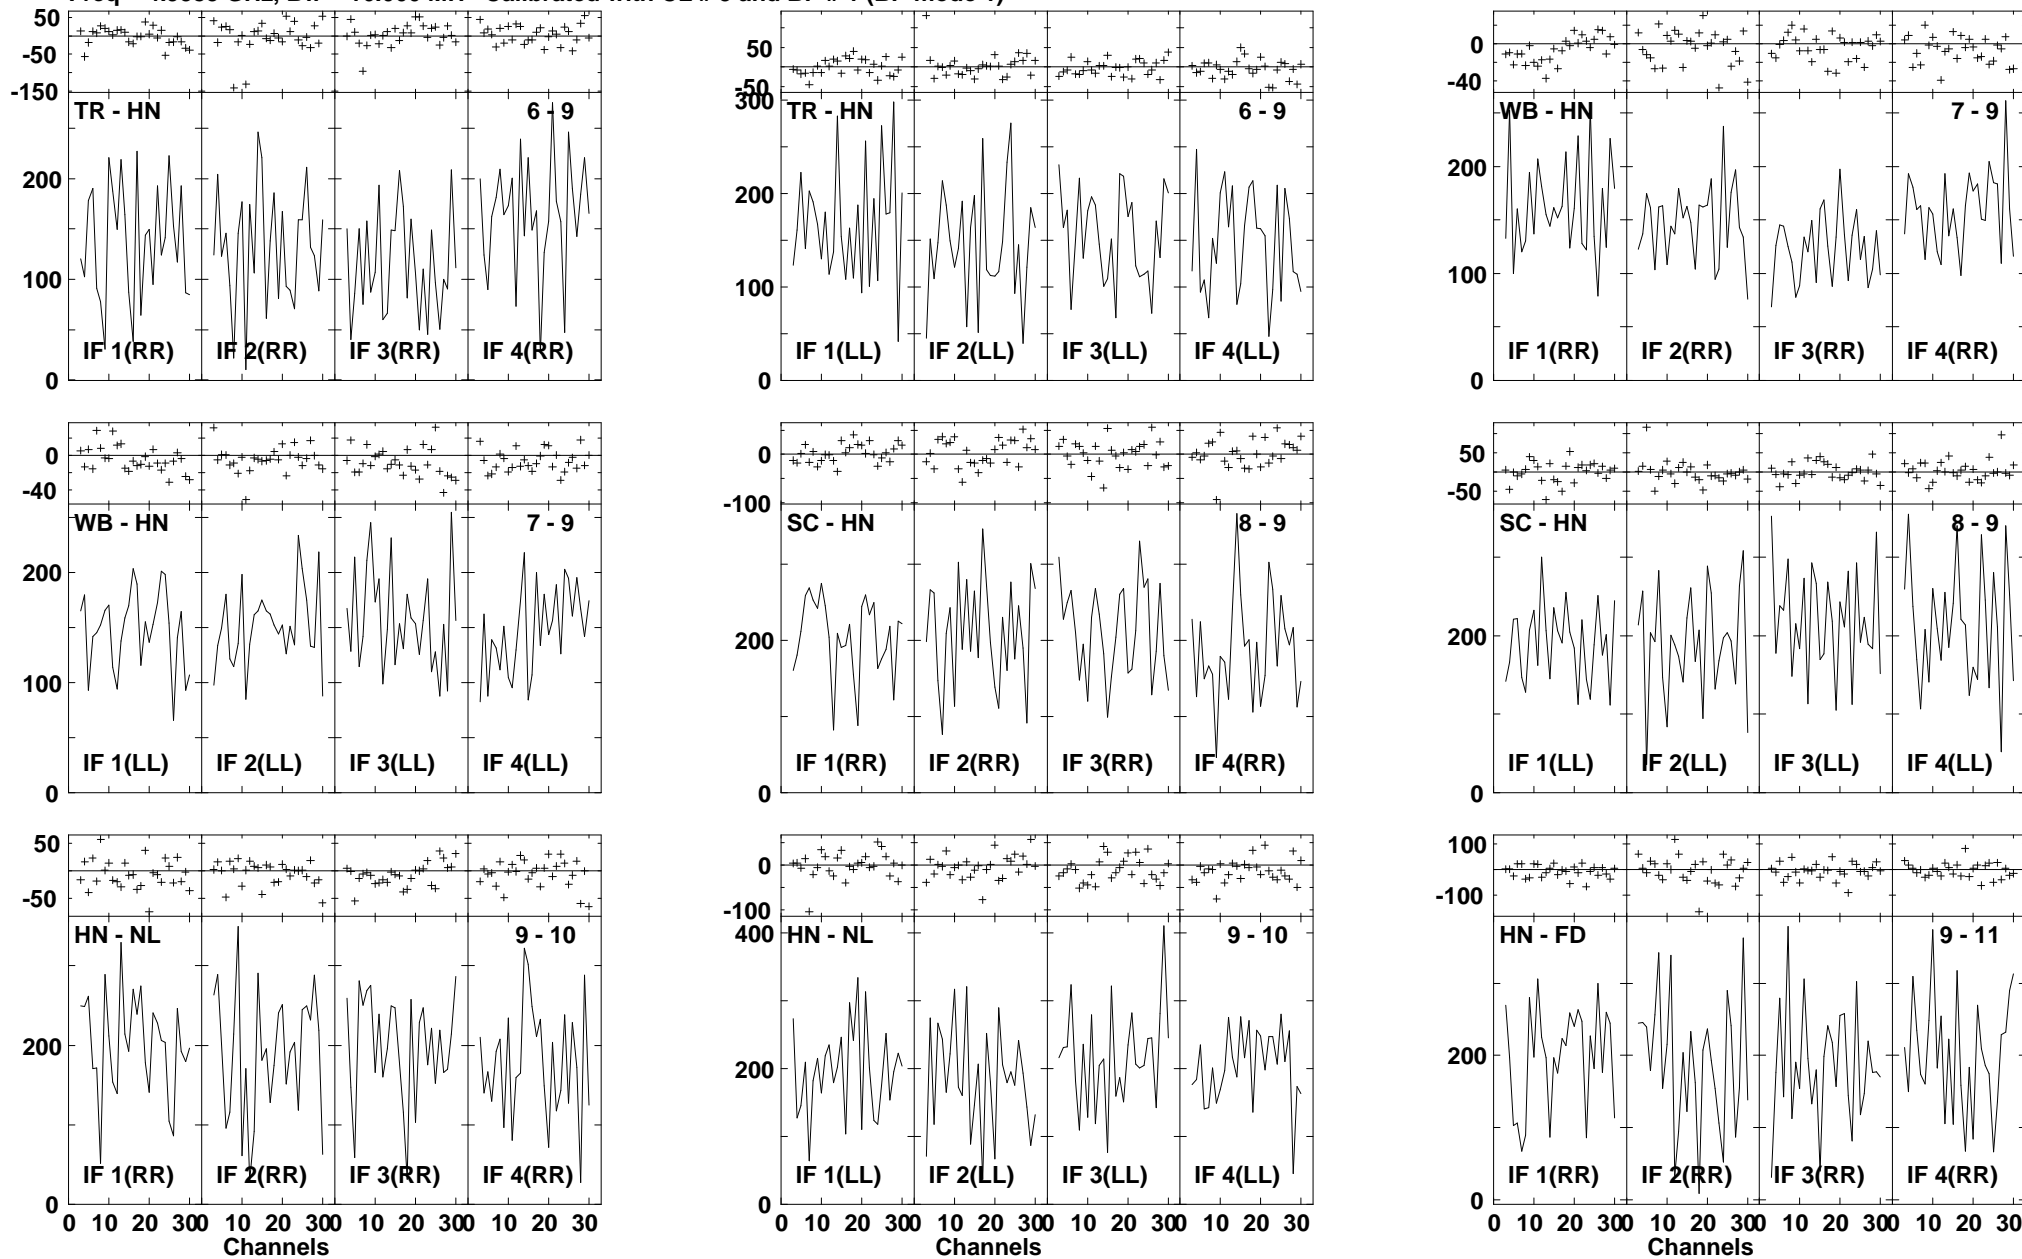 50
-50
-150
TR - HN 6 - 9
200
100
0
IF 1(RR) IF 2(RR) IF 3(RR) IF 4(RR)
50
-50
300
TR - HN 6 - 9
200
100
0
IF 1(LL) IF 2(LL) IF 3(LL) IF 4(LL)
0
-40
WB - HN 7 - 9
200
100
0
IF 1(RR) IF 2(RR) IF 3(RR) IF 4(RR)
0
-40
WB - HN 7 - 9
200
100
0
IF 1(LL) IF 2(LL) IF 3(LL) IF 4(LL)
0
-100
SC - HN 8 - 9
200
0
IF 1(RR) IF 2(RR) IF 3(RR) IF 4(RR)
50
-50
SC - HN 8 - 9
200
0
IF 1(LL) IF 2(LL) IF 3(LL) IF 4(LL)
50
-50
HN - NL 9 - 10
200
0
IF 1(RR) IF 2(RR) IF 3(RR) IF 4(RR)
0 10 20 30 0 10 20 30 0 10 20 30 0 10 20 30
Channels
0
-100
400
HN - NL 9 - 10
200
0
IF 1(LL) IF 2(LL) IF 3(LL) IF 4(LL)
0 10 20 30 0 10 20 30 0 10 20 30 0 10 20 30
Channels
100
-100
HN - FD 9 - 11
200
0
IF 1(RR) IF 2(RR) IF 3(RR) IF 4(RR)
0 10 20 30 0 10 20 30 0 10 20 30 0 10 20 30
Channels